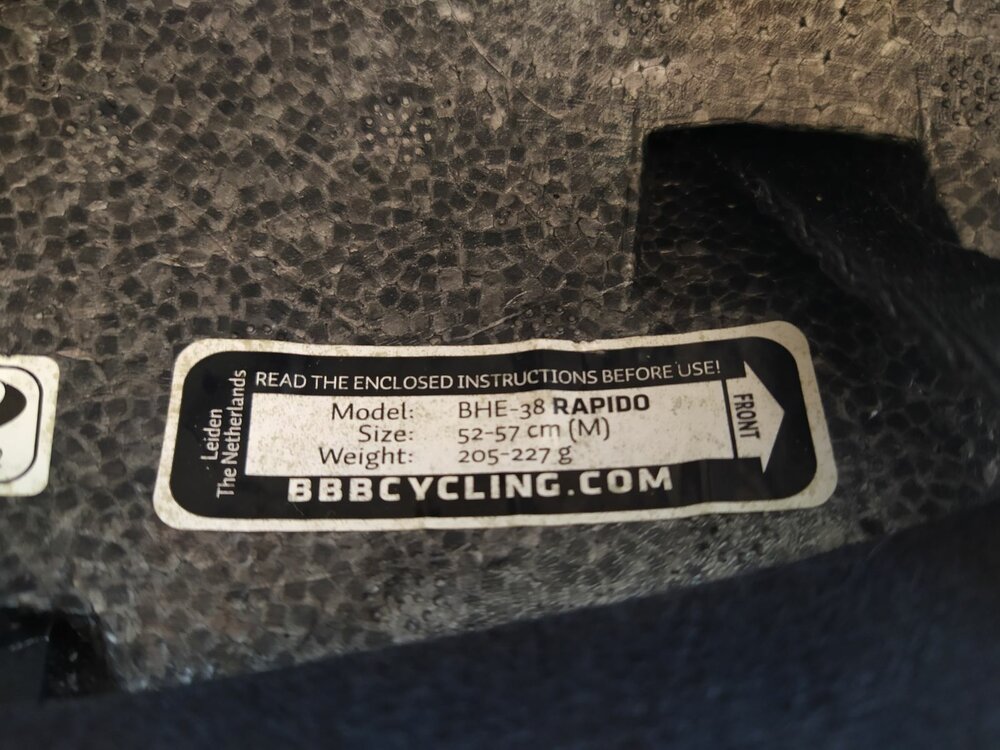 READ THE ENCLOSED INSTRUCTIONS BEFORE USE!
Leiden
The Netherlands
Model: BHE-38 RAPIDO
Size: 52-57 cm (M)
Weight: 205-227 g
FRONT
BBBCYCLING.COM